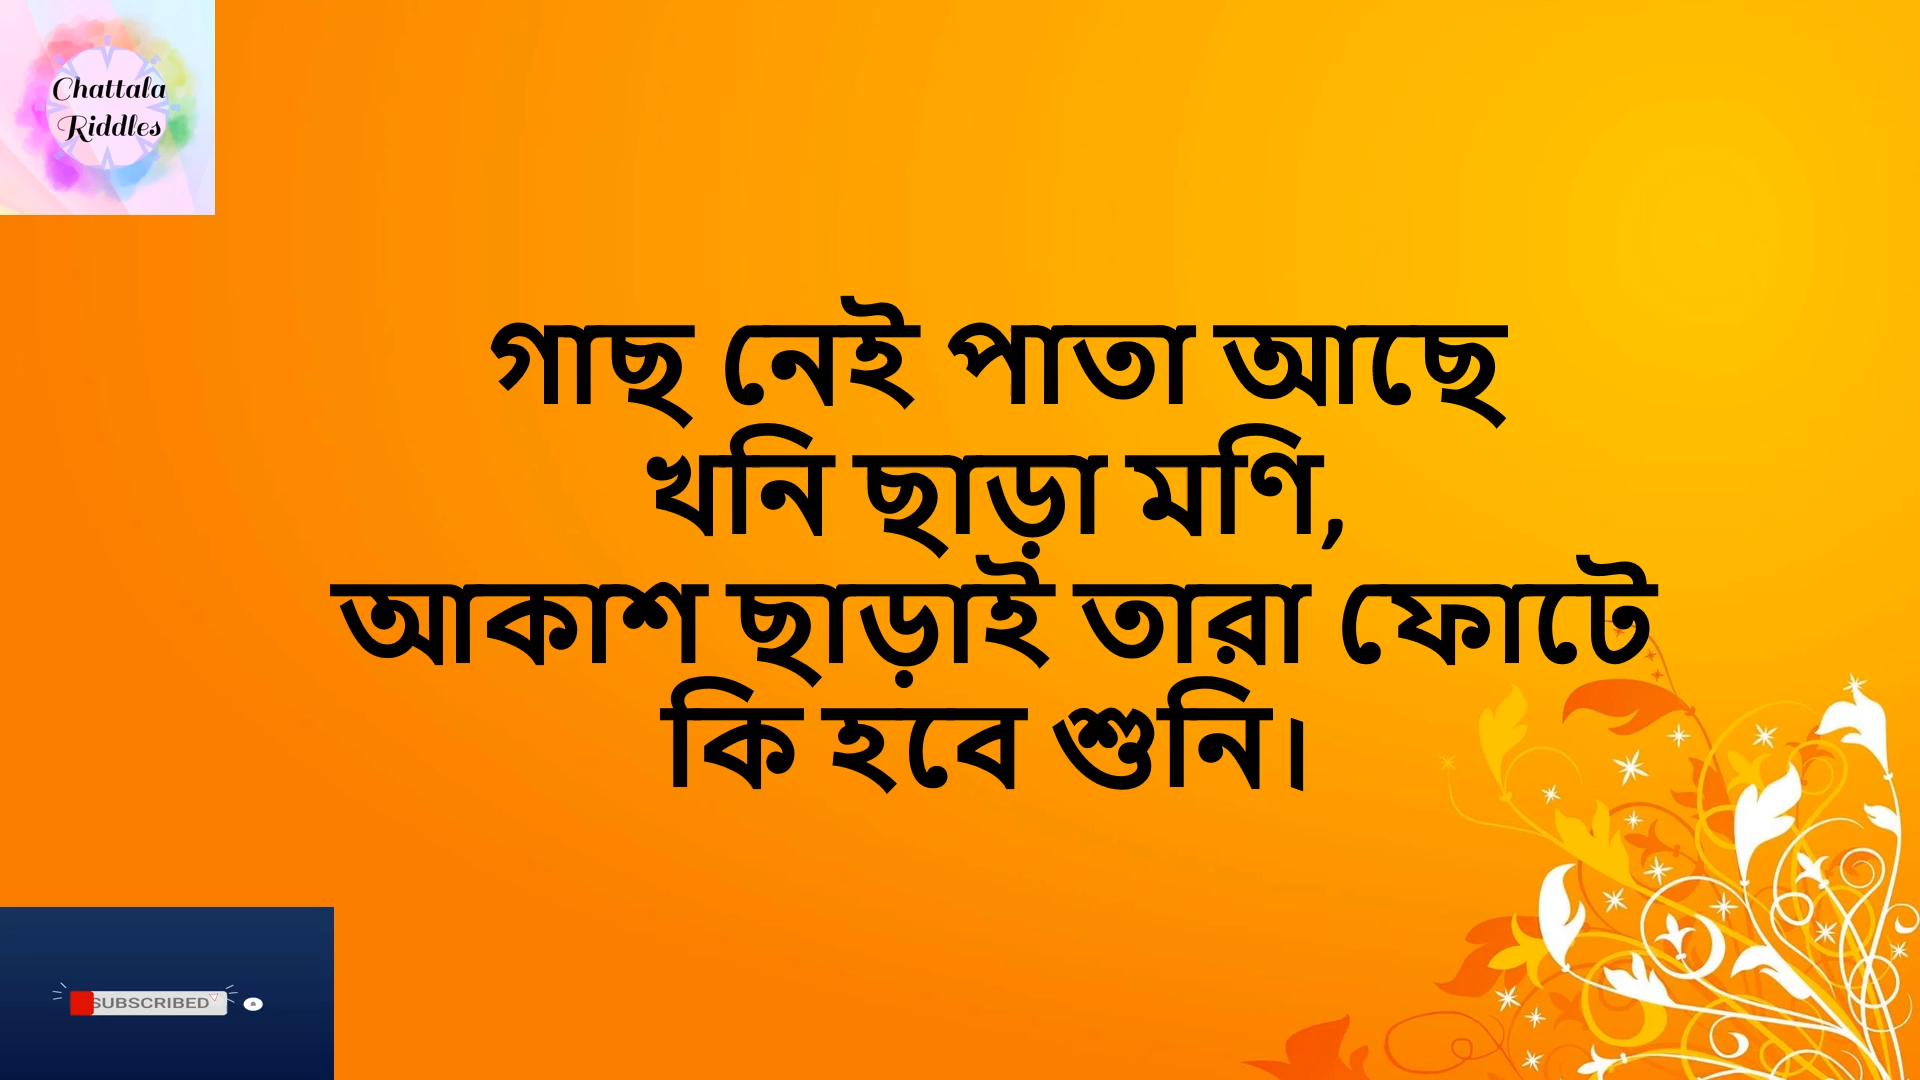 Chattala
Riddles
গাছ নেই পাতা আছে
খনি ছাড়া মণি,
আকাশ ছাড়াই তারা ফোটে
কি হবে শুনি।
SUBSCRIBED